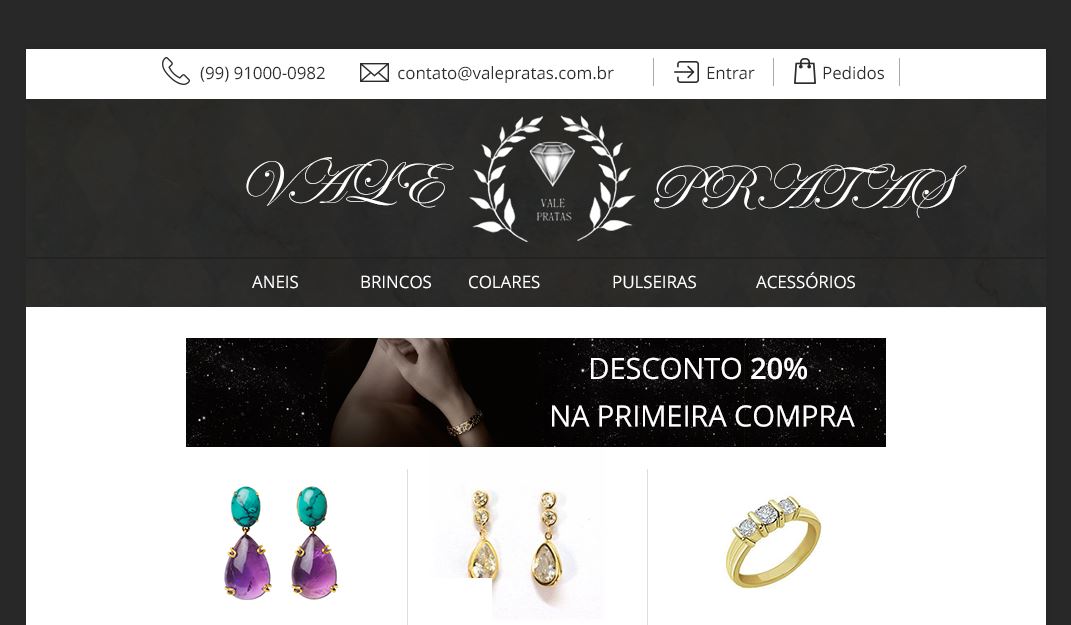 (99) 91000-0982 contato@valepratas.com.br Entrar Pedidos
VALE PRATAS
VALE
PRATAS
ANEIS BRINCOS COLARES PULSEIRAS ACESSÓRIOS
DESCONTO 20%
NA PRIMEIRA COMPRA